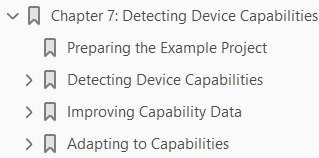 Chapter 7: Detecting Device Capabilities
Preparing the Example Project
Detecting Device Capabilities
Improving Capability Data
Adapting to Capabilities